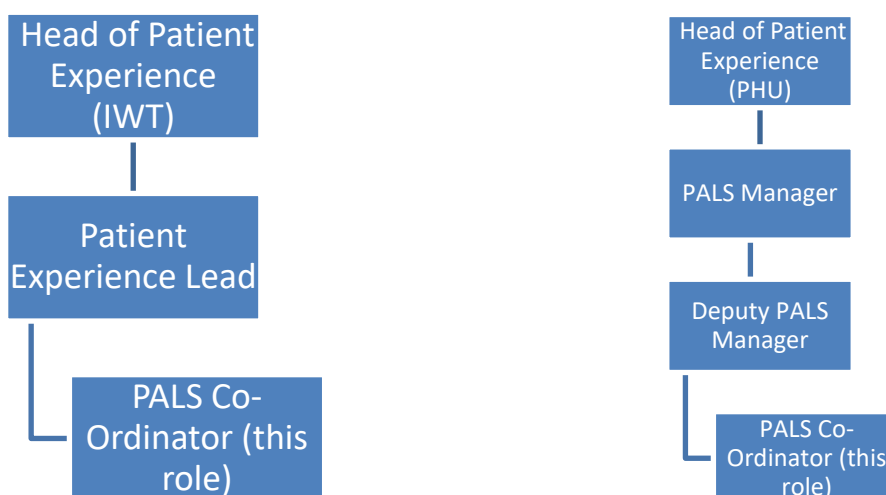 Head of Patient
Experience
(IWT)
Patient
Experience Lead
PALS Co-
Ordinator (this
role)
Head of Patient
Experience
(PHU)
PALS Manager
Deputy PALS
Manager
PALS Co-
Ordinator (this
role)